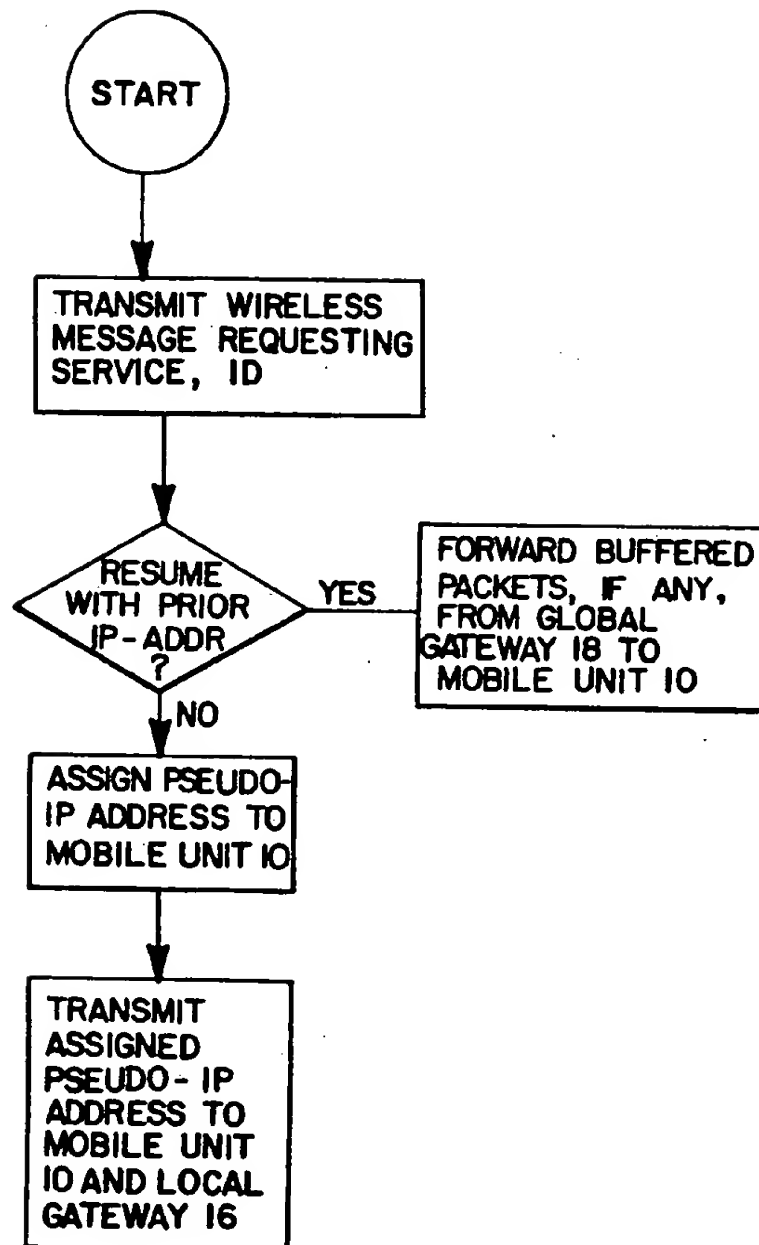 START
TRANSMIT WIRELESS
MESSAGE REQUESTING
SERVICE, ID
RESUME
WITH PRIOR
IP-ADDR
?
YES
FORWARD BUFFERED
PACKETS, IF ANY,
FROM GLOBAL
GATEWAY 18 TO
MOBILE UNIT 10
NO
ASSIGN PSEUDO-
IP ADDRESS TO
MOBILE UNIT 10
TRANSMIT
ASSIGNED
PSEUDO-IP
ADDRESS TO
MOBILE UNIT
10 AND LOCAL
GATEWAY 16